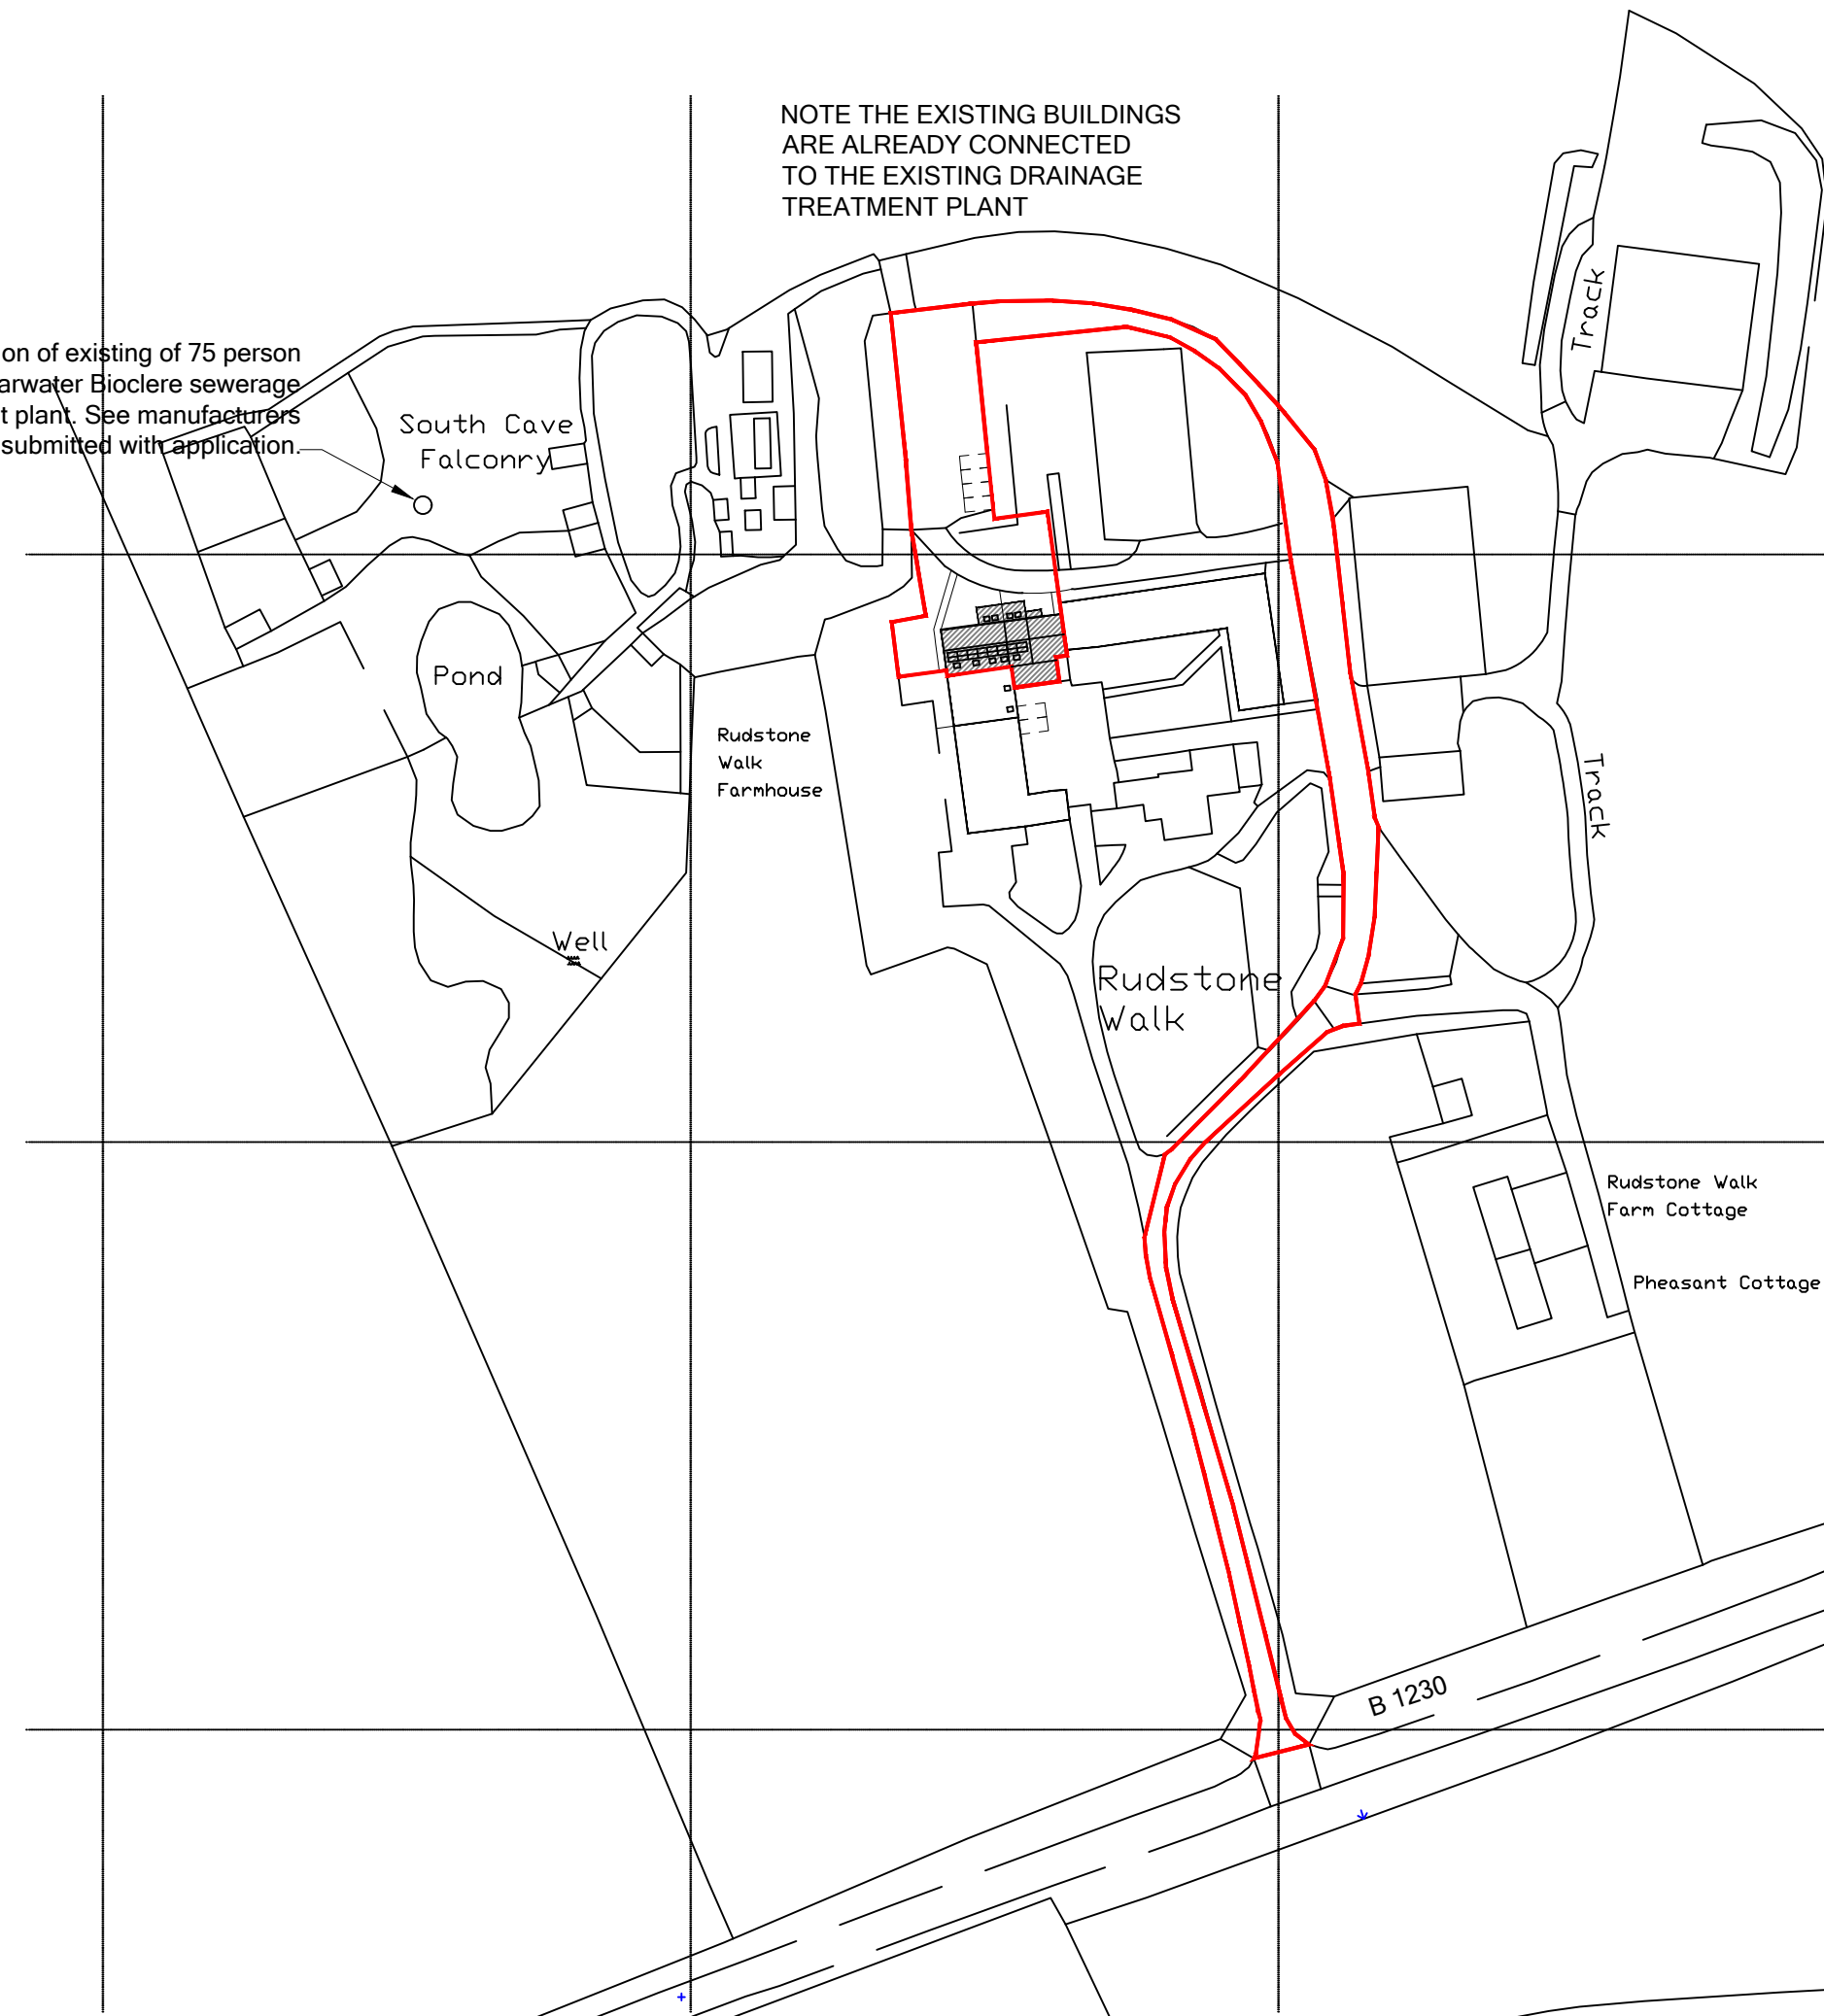 NOTE THE EXISTING BUILDINGS
ARE ALREADY CONNECTED
TO THE EXISTING DRAINAGE
TREATMENT PLANT
on of existing of 75 person
arwater Bioclere sewerage
t plant. See manufacturers
submitted with application.
South Cave
Falconry
Track
Pond
Rudstone
Walk
Farmhouse
Track
Well
Rudstone
Walk
Rudstone Walk
Farm Cottage
Pheasant Cottage
B 1230